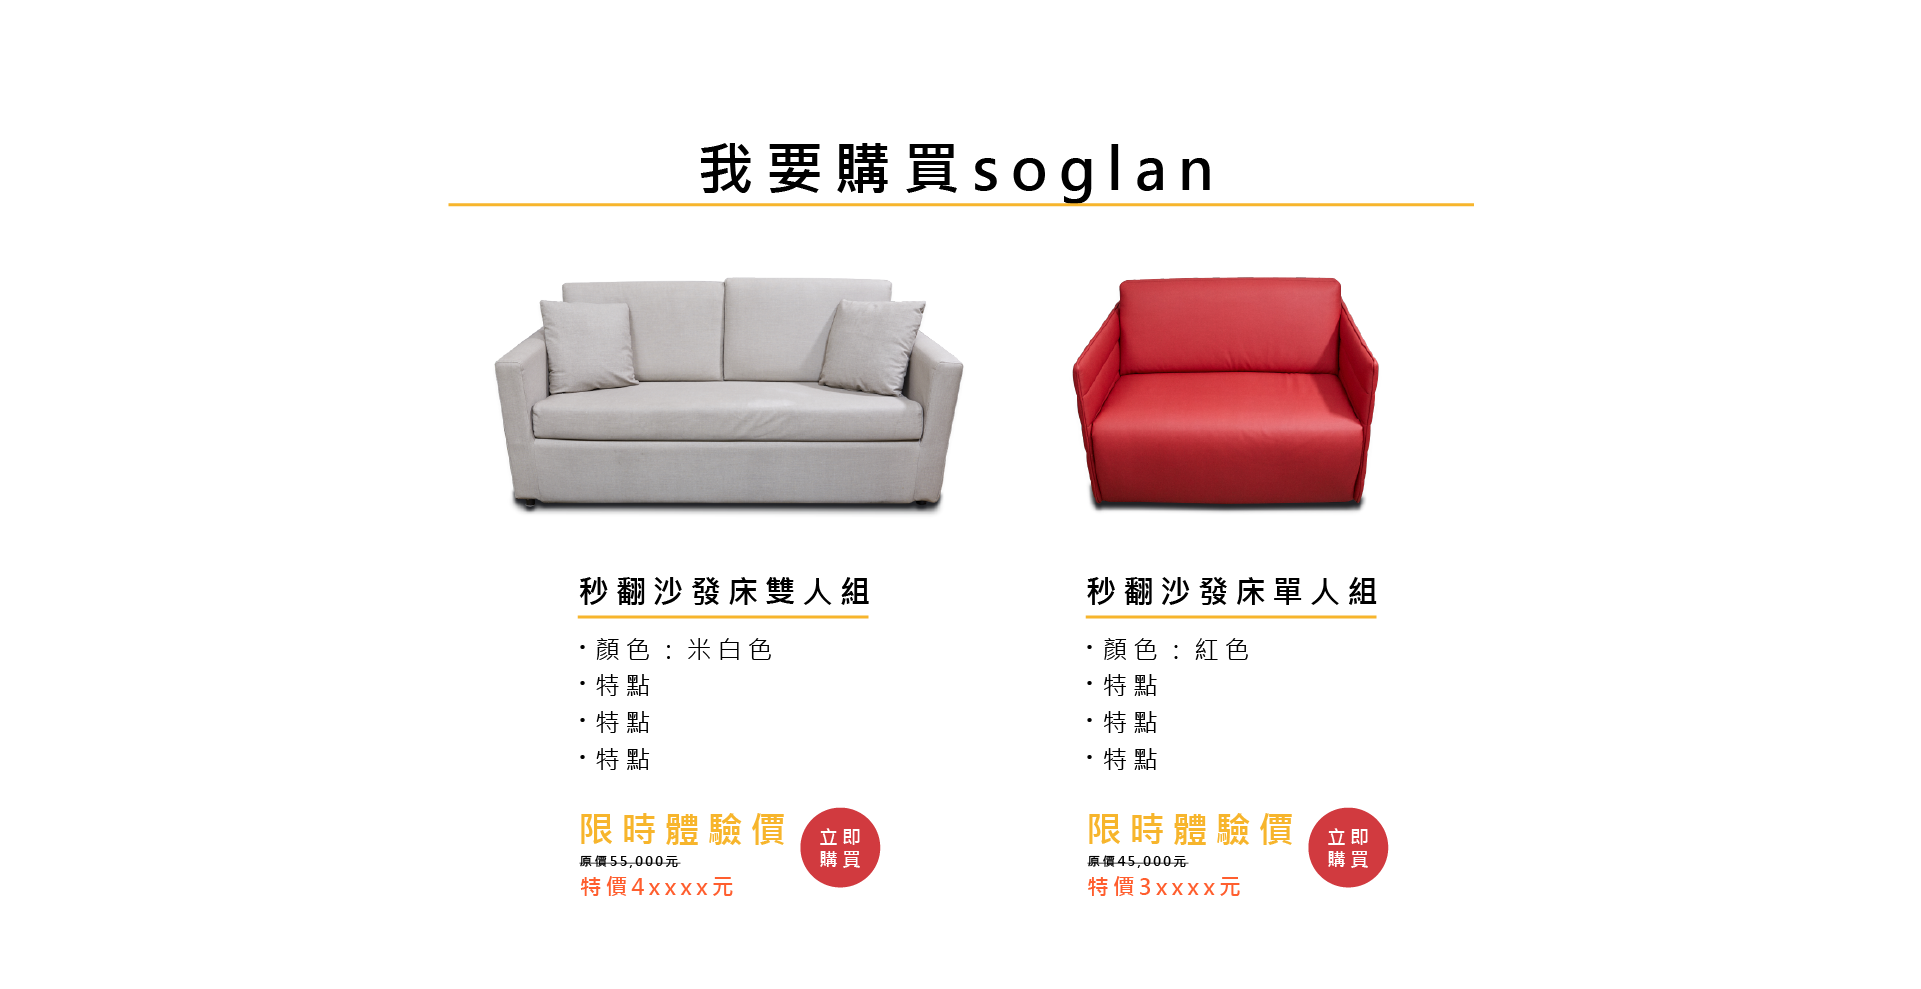 我要購買soglan
秒翻沙發床雙人組
·顏色：米白色
·特點
·特點
·特點
限時體驗價
原價55,000元
特價4xxxx元
立即
購買
秒翻沙發床單人組
·顏色：紅色
·特點
·特點
·特點
限時體驗價
原價45,000元
特價3xxxx元
立即
購買